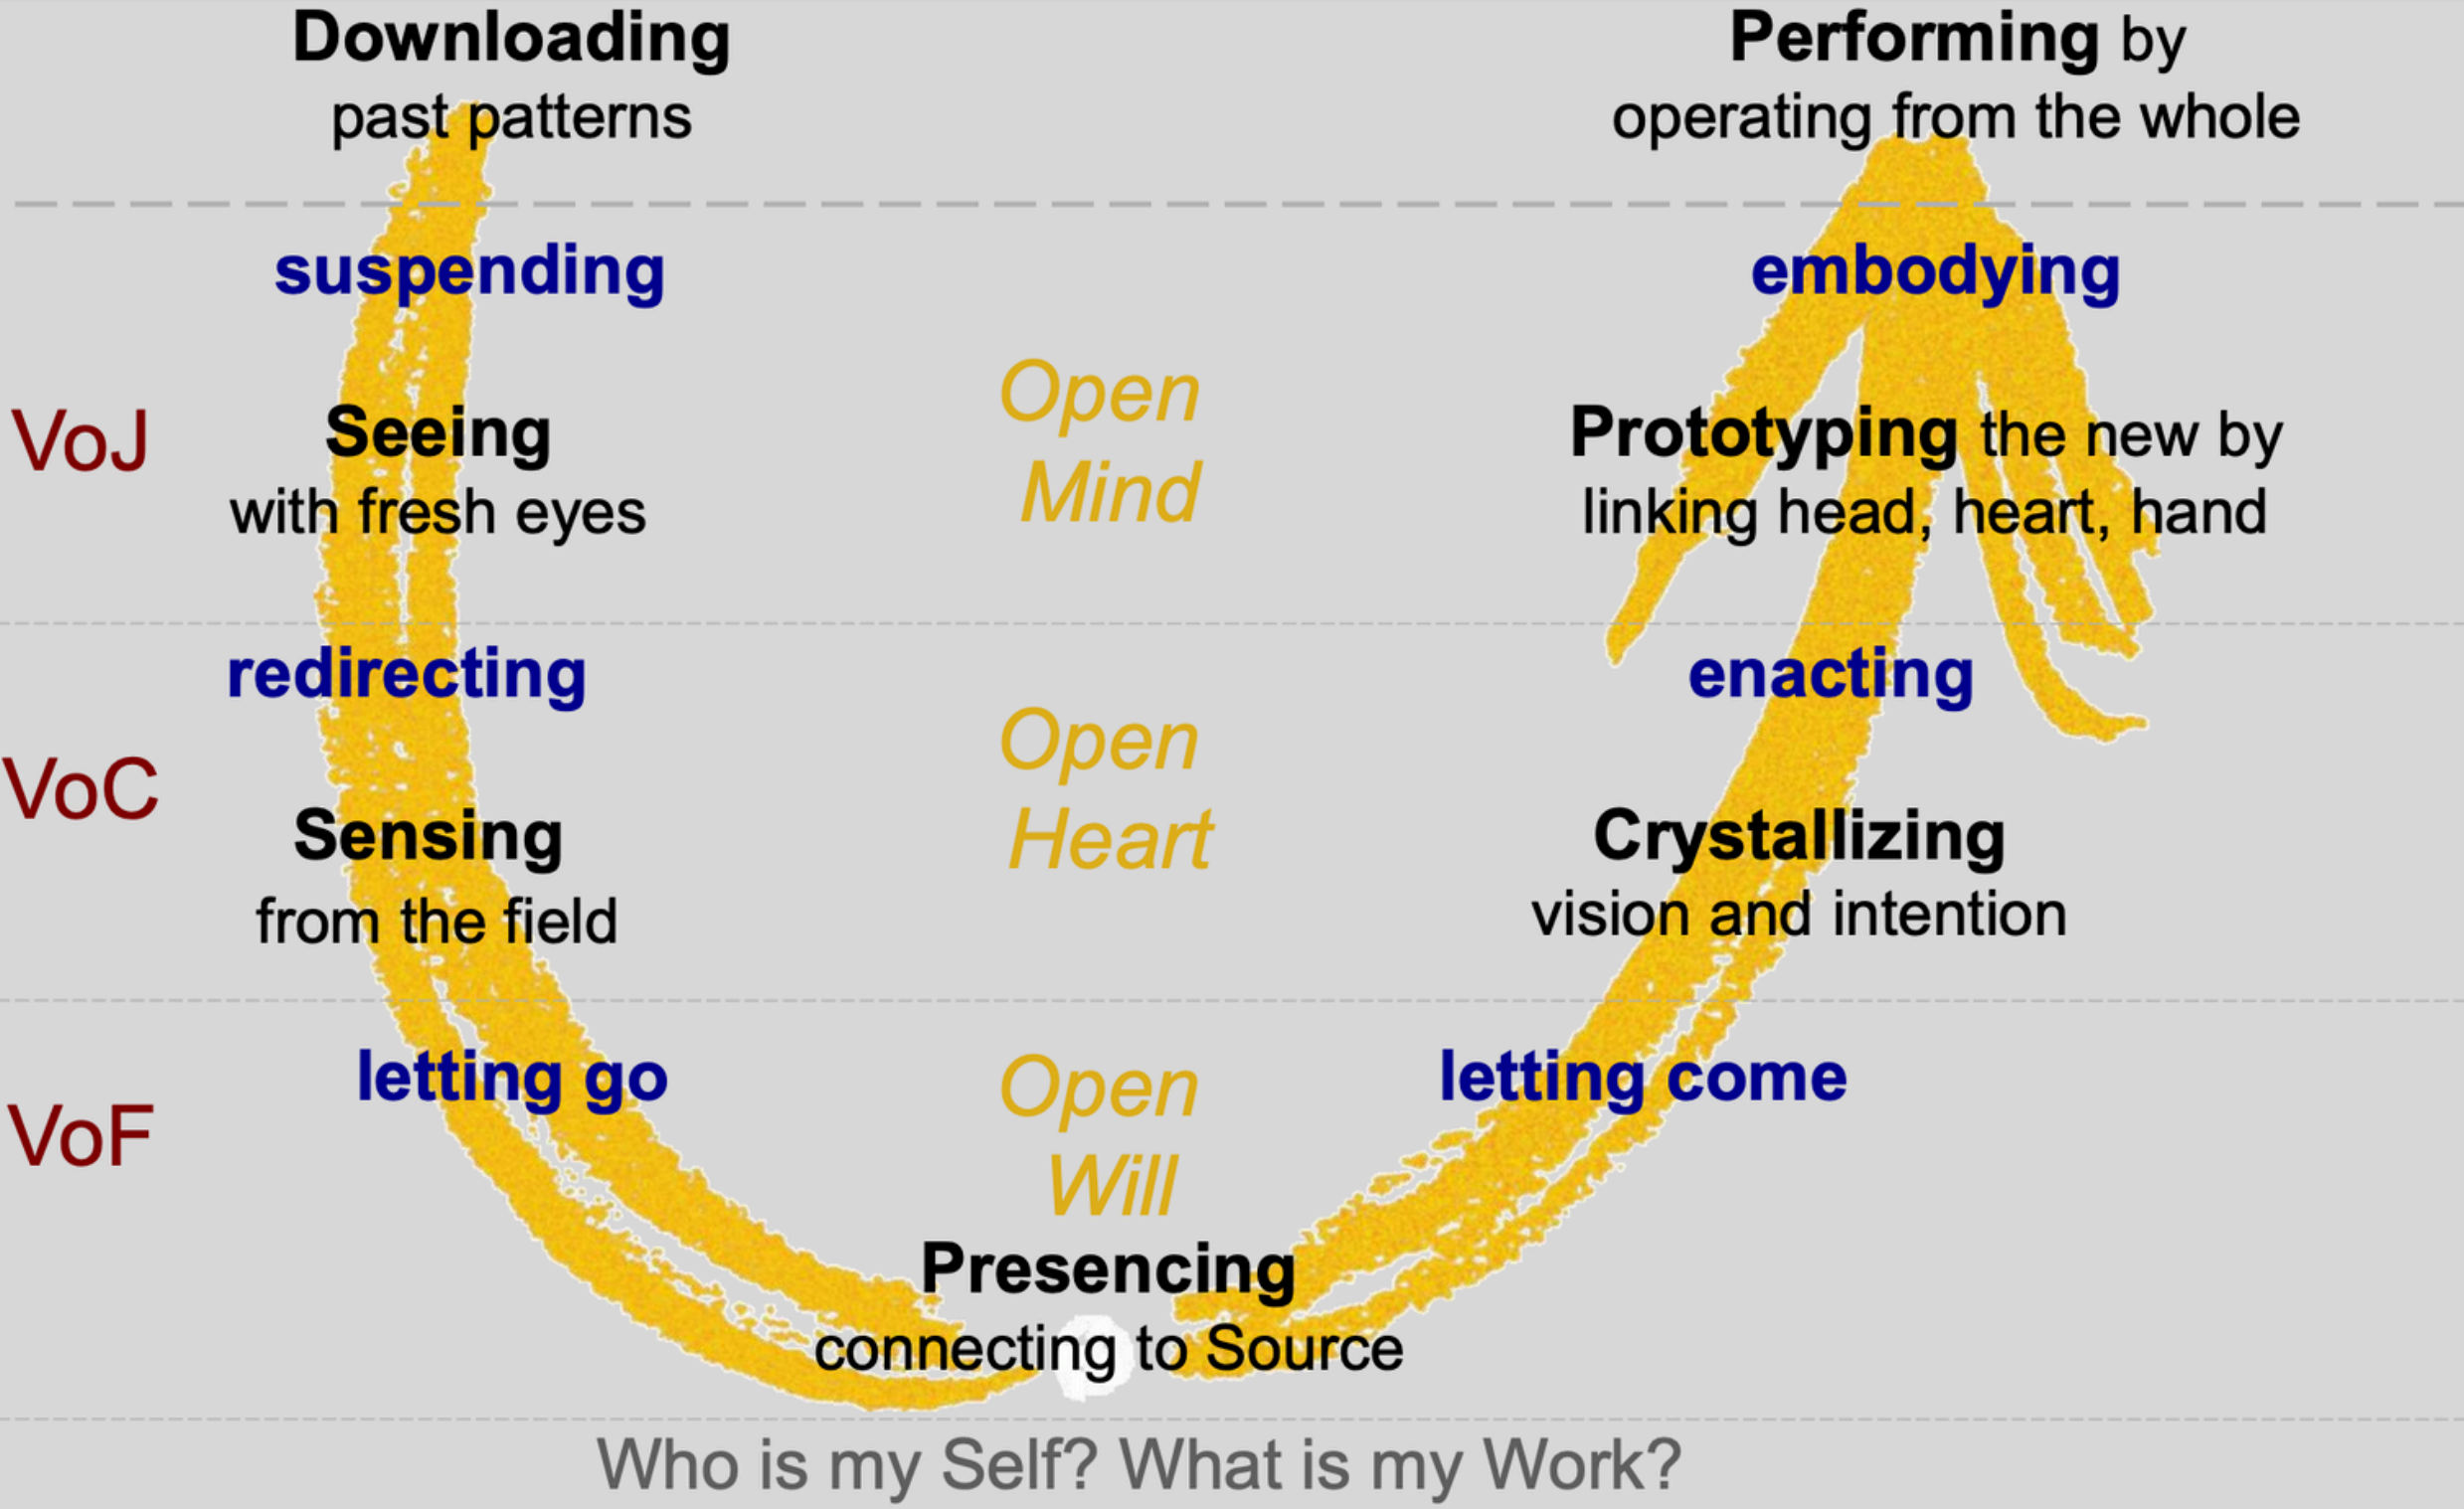 Downloading
past patterns
Performing by
operating from the whole
suspending
embodying
VoJ
Seeing
with fresh eyes
Open
Mind
Prototyping the new by
linking head, heart, hand
redirecting
enacting
VoC
Sensing
from the field
Open
Heart
Crystallizing
vision and intention
VoF
letting go
Open
Will
letting come
Presencing
connecting to Source
Who is my Self? What is my Work?